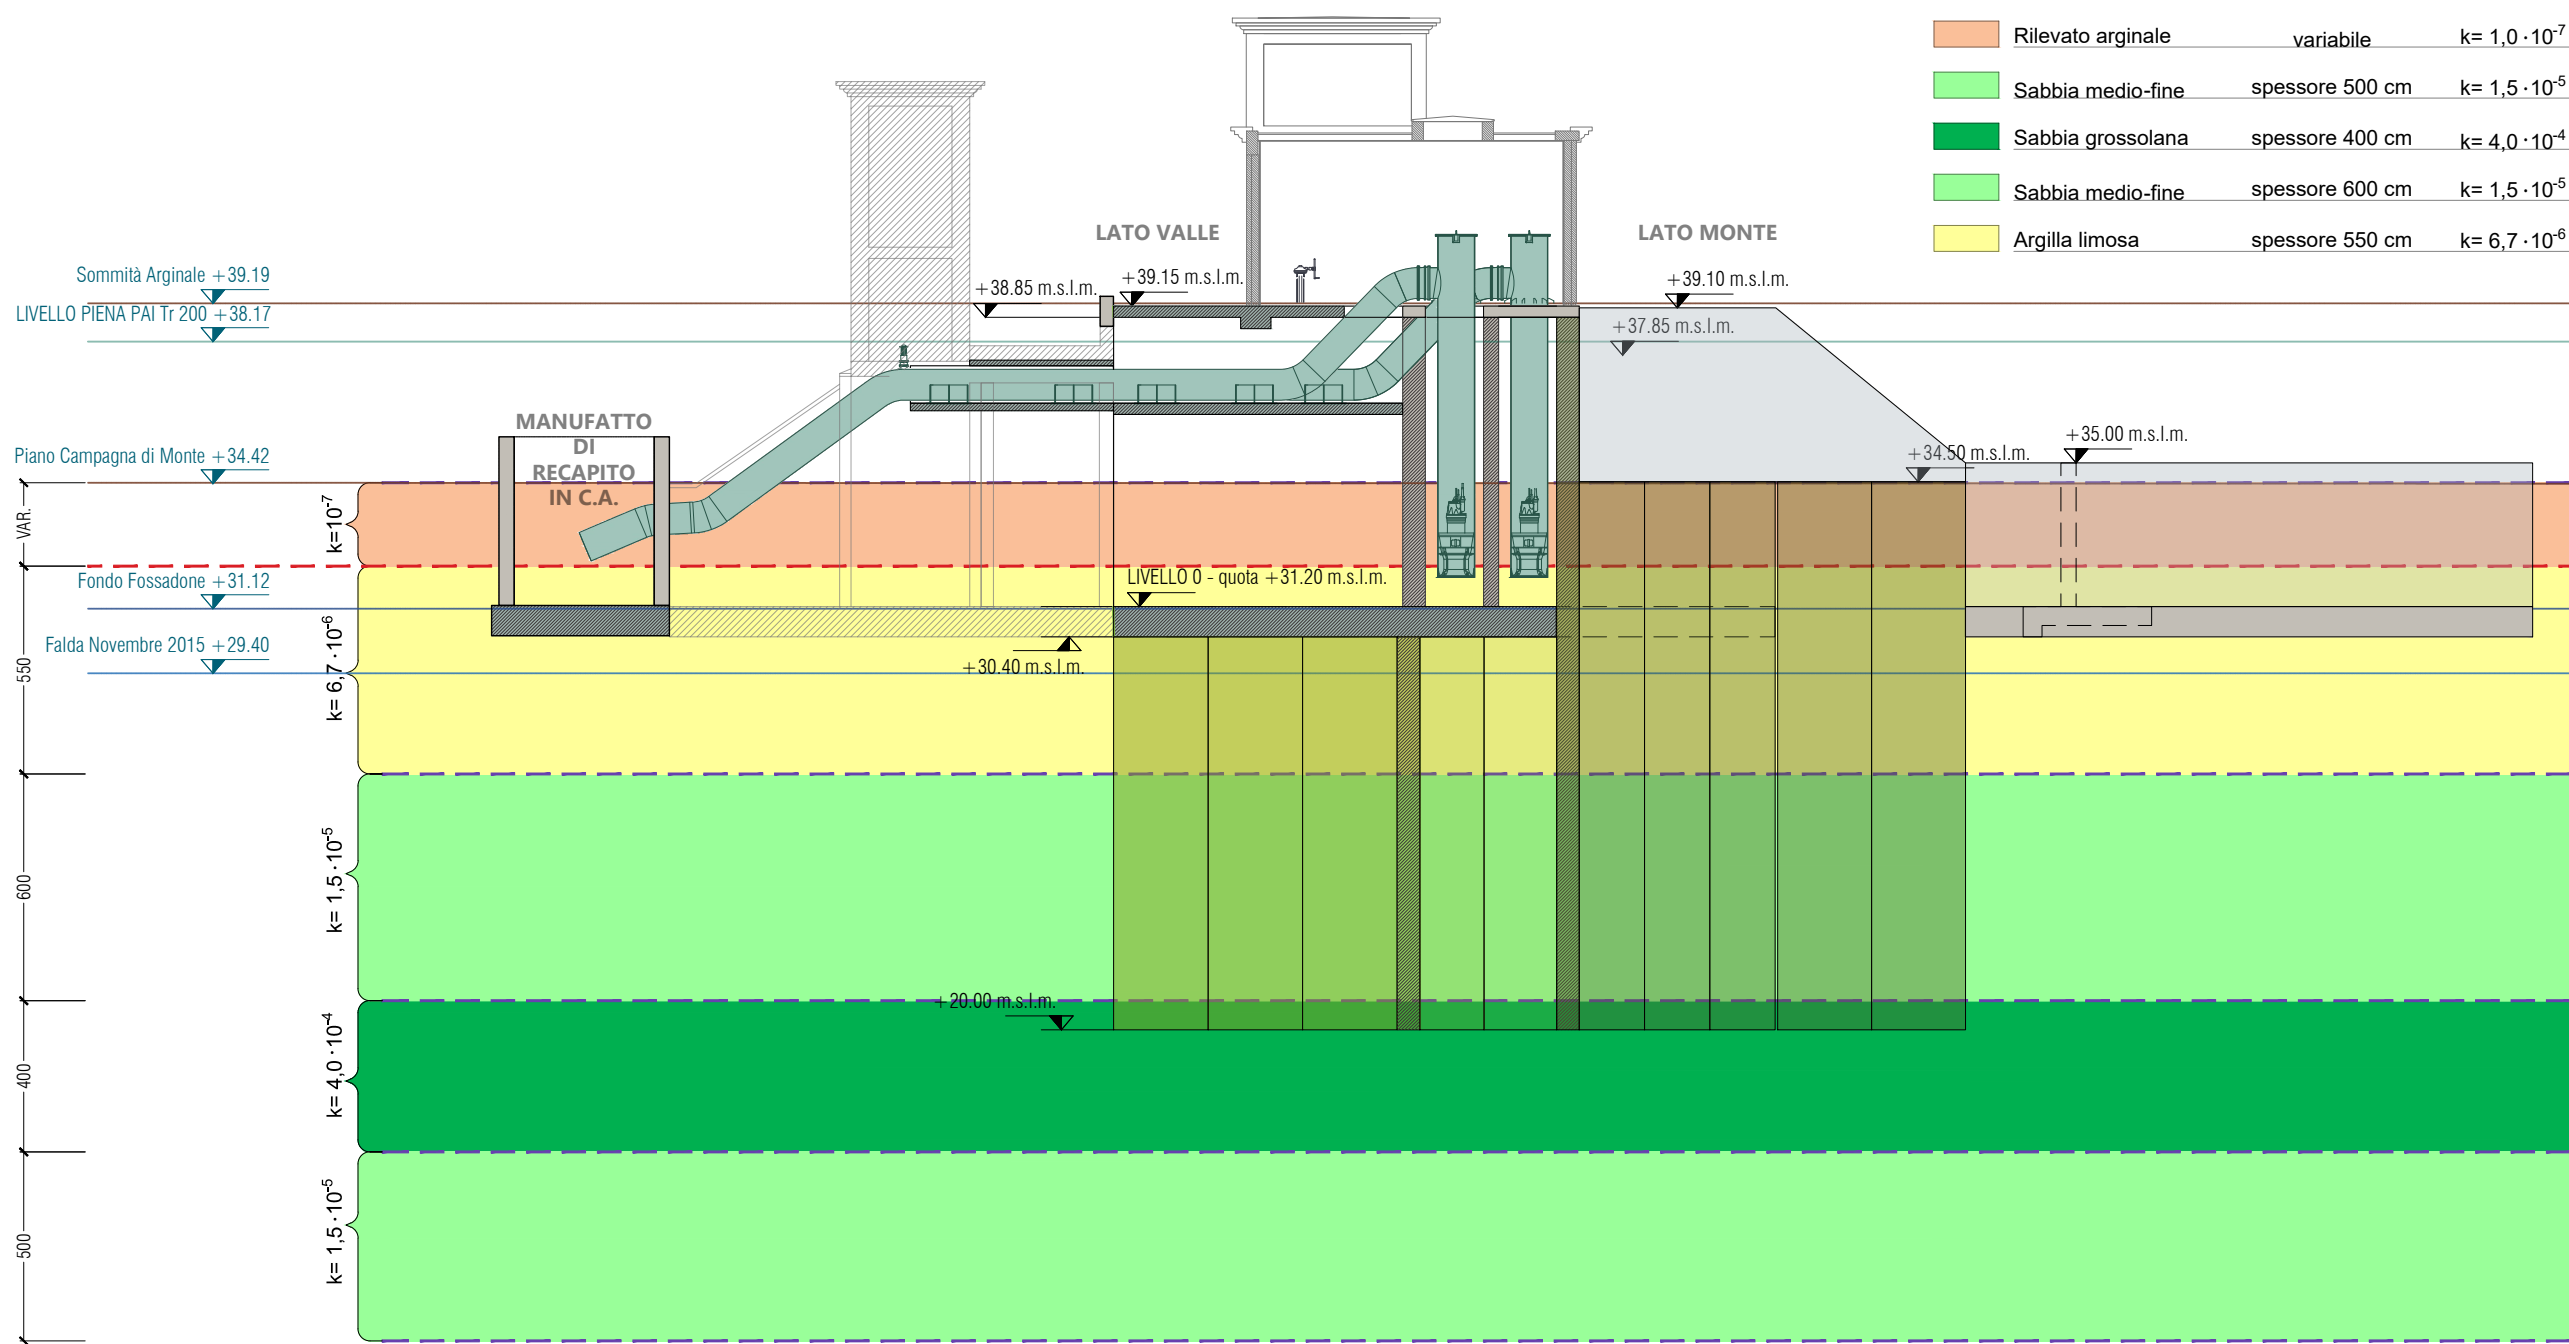 Rilevato arginale variabile k= 1,0·10⁻⁷
Sabbia medio-fine spessore 500 cm k= 1,5·10⁻⁵
Sabbia grossolana spessore 400 cm k= 4,0·10⁻⁴
Sabbia medio-fine spessore 600 cm k= 1,5·10⁻⁵
Argilla limosa spessore 550 cm k= 6,7·10⁻⁶
LATO VALLE
LATO MONTE
Sommità Arginale +39.19
+38.85 m.s.l.m.
+39.15 m.s.l.m.
+39.10 m.s.l.m.
LIVELLO PIENA PAI Tr 200 +38.17
+37.85 m.s.l.m.
MANUFATTO
DI
RECAPITO
IN C.A.
Piano Campagna di Monte +34.42
+34.50 m.s.l.m.
+35.00 m.s.l.m.
VAR.
k=10⁻⁷
Fondo Fossadone +31.12
LIVELLO 0 - quota +31.20 m.s.l.m.
Falda Novembre 2015 +29.40
+30.40 m.s.l.m.
550
k= 6,7·10⁻⁶
600
k= 1,5·10⁻⁵
+20.00 m.s.l.m.
400
k= 4,0·10⁻⁴
500
k= 1,5·10⁻⁵